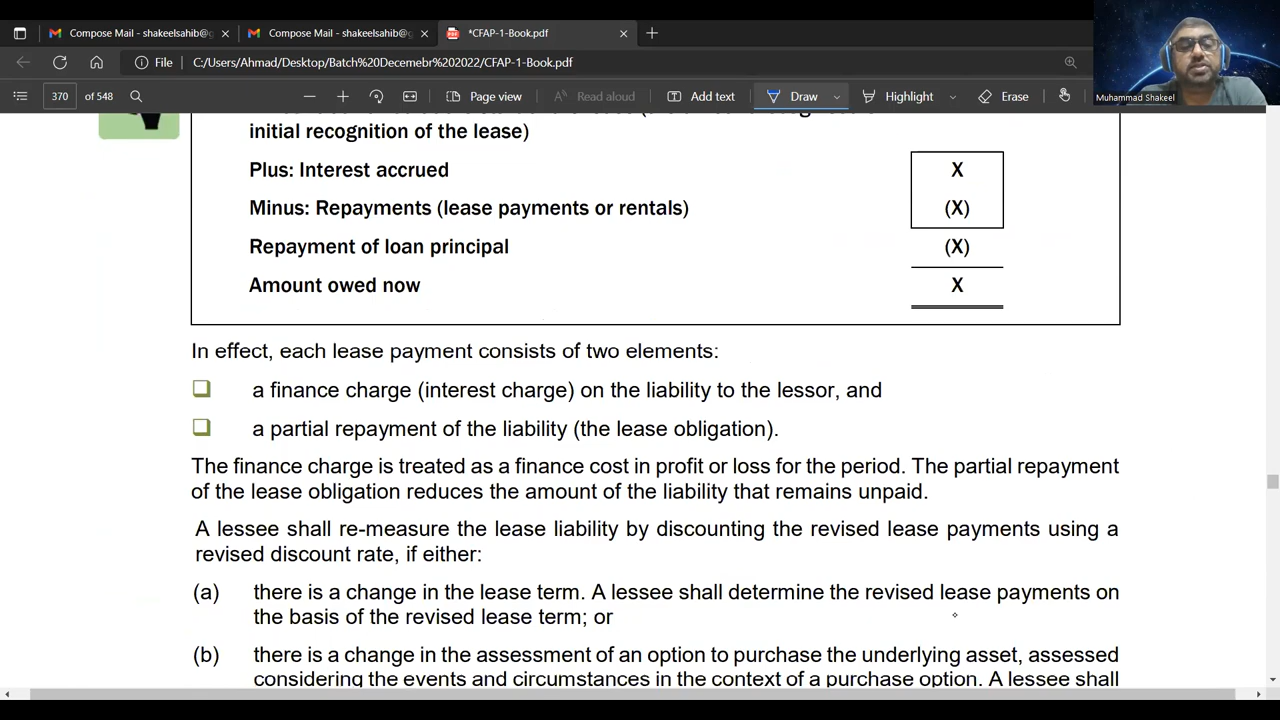 Compose Mail - shakeelsahib@g
Compose Mail - shakeelsahib@g
*CFAP-1-Book.pdf
File C:/Users/Ahmad/Desktop/Batch%20Decemebr%202022/CFAP-1-Book.pdf
370 of 548 Page view Read aloud Add text Draw Highlight Erase
Muhammad Shakeel
initial recognition of the lease)
Plus: Interest accrued X
Minus: Repayments (lease payments or rentals) (X)
Repayment of loan principal (X)
Amount owed now X
In effect, each lease payment consists of two elements:
a finance charge (interest charge) on the liability to the lessor, and
a partial repayment of the liability (the lease obligation).
The finance charge is treated as a finance cost in profit or loss for the period. The partial repayment
of the lease obligation reduces the amount of the liability that remains unpaid.
A lessee shall re-measure the lease liability by discounting the revised lease payments using a
revised discount rate, if either:
(a) there is a change in the lease term. A lessee shall determine the revised lease payments on
the basis of the revised lease term; or
(b) there is a change in the assessment of an option to purchase the underlying asset, assessed
considering the events and circumstances in the context of a purchase option. A lessee shall